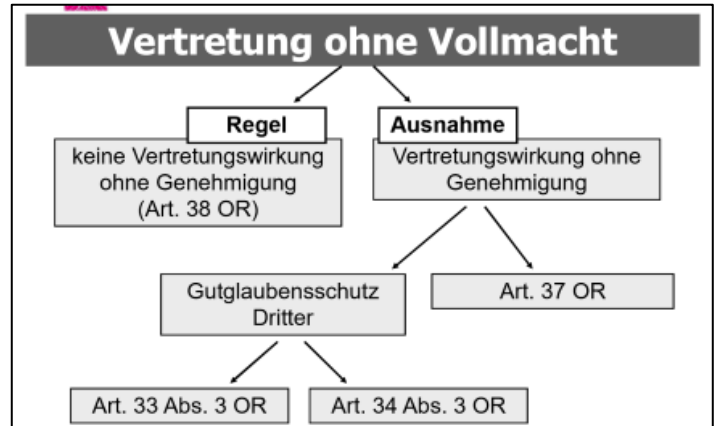 Vertretung ohne Vollmacht
Regel
keine Vertretungswirkung
ohne Genehmigung
(Art. 38 OR)
Ausnahme
Vertretungswirkung ohne
Genehmigung
Gutglaubensschutz
Dritter
Art. 37 OR
Art. 33 Abs. 3 OR
Art. 34 Abs. 3 OR